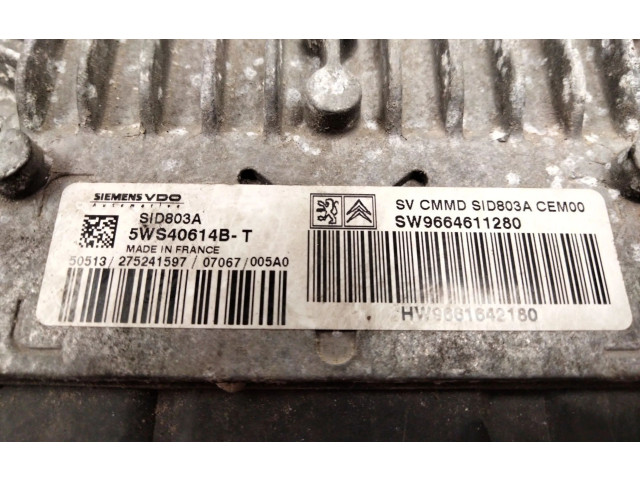 SIEMENS VDO
Automotive
SID803A
5WS40614B-T
MADE IN FRANCE
50513/275241597/07067/005A0
SV CMMD SID803A CEM00
SW9664611280
HW9661642180